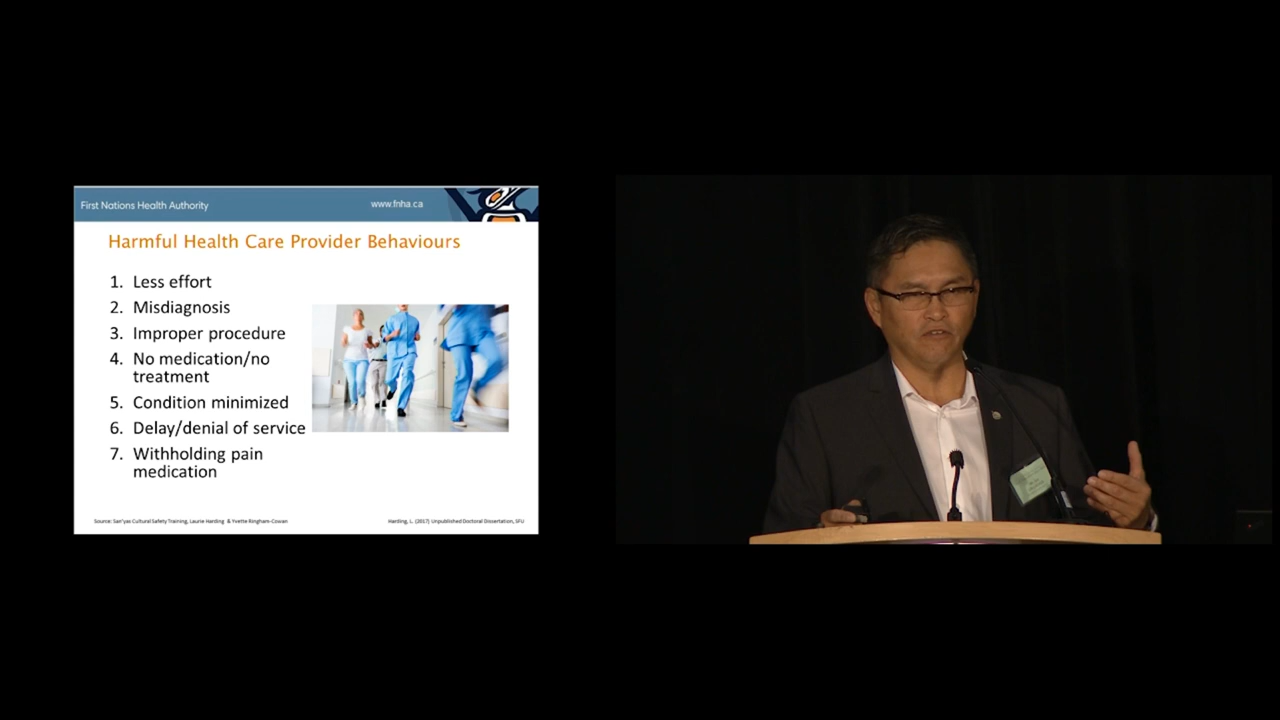 First Nations Health Authority
www.fnha.ca
Harmful Health Care Provider Behaviours
1. Less effort
2. Misdiagnosis
3. Improper procedure
4. No medication/no
treatment
5. Condition minimized
6. Delay/denial of service
7. Withholding pain
medication
Source: San'yas Cultural Safety Training, Laurie Harding & Yvette Ringham-Cowan
Harding, L. (2017) Unpublished Doctoral Dissertation, SFU